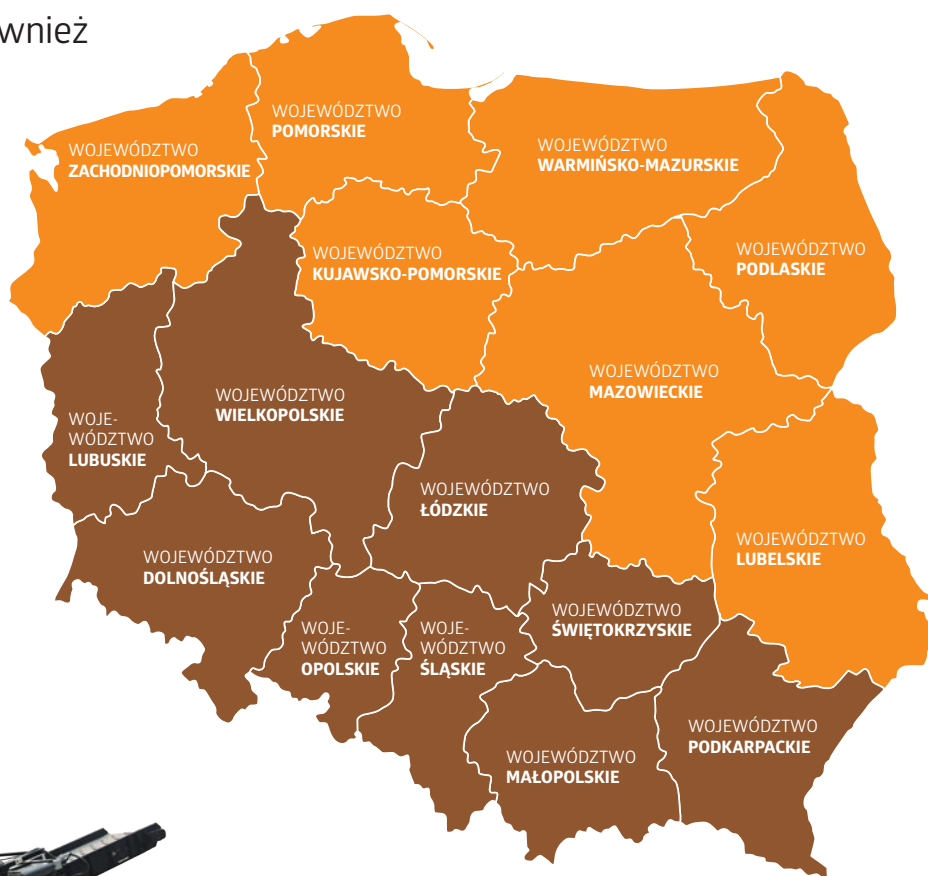 wnież
WOJEWÓDZTWO
POMORSKIE
WOJEWÓDZTWO
ZACHODNIOPOMORSKIE
WOJEWÓDZTWO
WARMIŃSKO-MAZURSKIE
WOJEWÓDZTWO
KUJAWSKO-POMORSKIE
WOJEWÓDZTWO
PODLASKIE
WOJEWÓDZTWO
MAZOWIECKIE
WOJEWÓDZTWO
WIELKOPOLSKIE
WOJE-
WÓDZTWO
LUBUSKIE
WOJEWÓDZTWO
ŁÓDZKIE
WOJEWÓDZTWO
LUBELSKIE
WOJEWÓDZTWO
DOLNOŚLĄSKIE
WOJEWÓDZTWO
ŚWIĘTOKRZYSKIE
WOJE-
WÓDZTWO
OPOLSKIE
WOJE-
WÓDZTWO
ŚLĄSKIE
WOJEWÓDZTWO
PODKARPACKIE
WOJEWÓDZTWO
MAŁOPOLSKIE